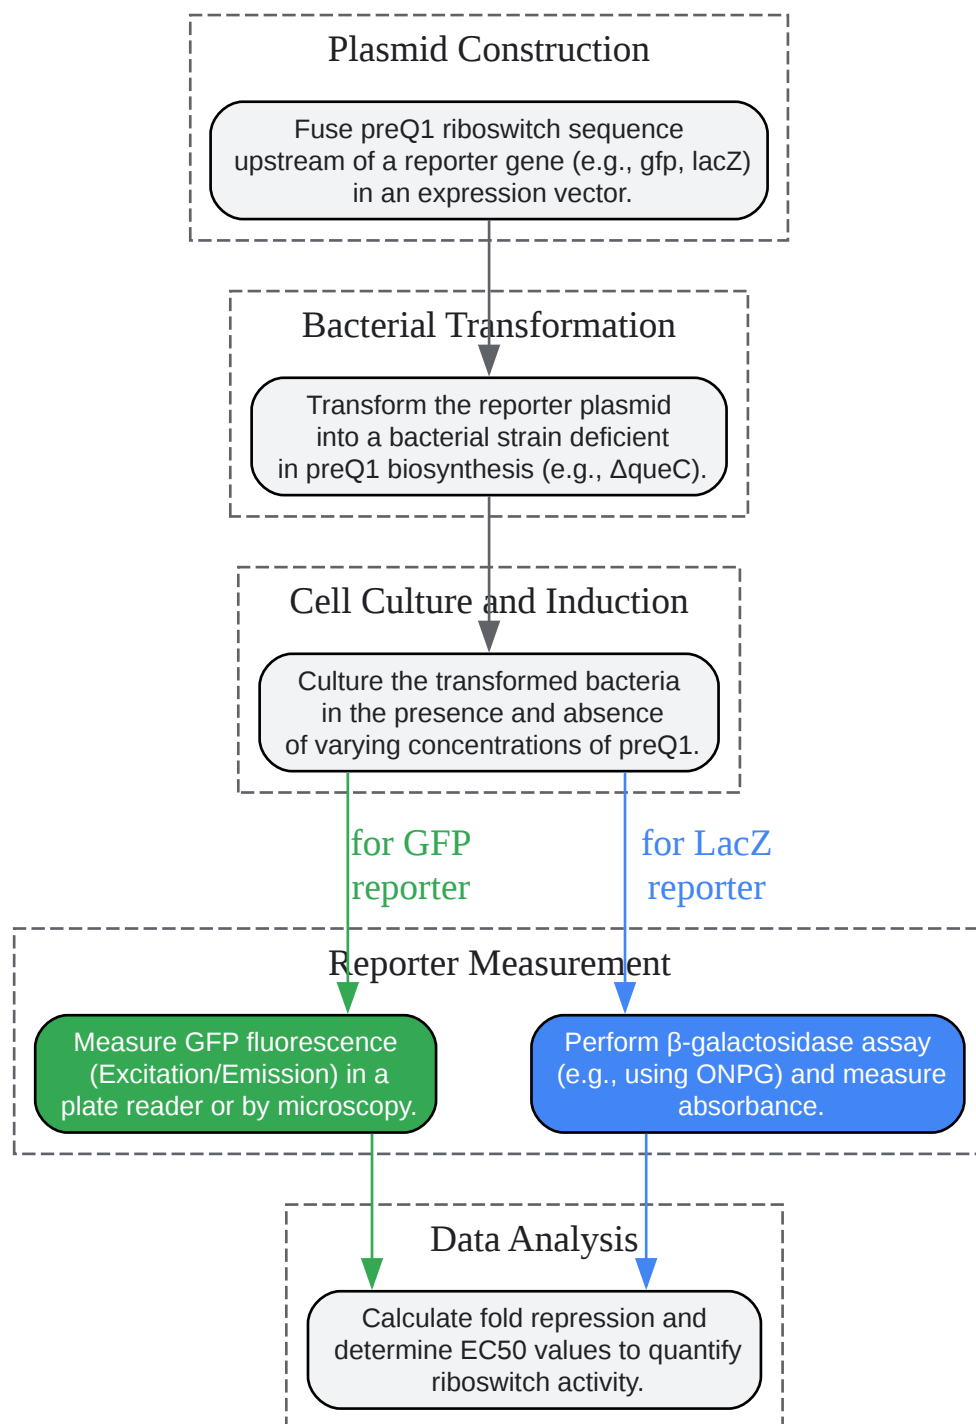 Plasmid Construction
Fuse preQ1 riboswitch sequence
upstream of a reporter gene (e.g., gfp, lacZ)
in an expression vector.
Bacterial Transformation
Transform the reporter plasmid
into a bacterial strain deficient
in preQ1 biosynthesis (e.g., ΔqueC).
Cell Culture and Induction
Culture the transformed bacteria
in the presence and absence
of varying concentrations of preQ1.
for GFP
reporter
for LacZ
reporter
Reporter Measurement
Measure GFP fluorescence
(Excitation/Emission) in a
plate reader or by microscopy.
Perform β-galactosidase assay
(e.g., using ONPG) and measure
absorbance.
Data Analysis
Calculate fold repression and
determine EC50 values to quantify
riboswitch activity.